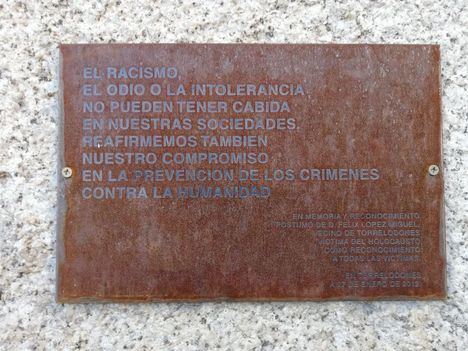 EL RACISMO,
EL ODIO O LA INTOLERANCIA
NO PUEDEN TENER CABIDA
EN NUESTRAS SOCIEDADES.
REAFIRMEMOS TAMBIEN
NUESTRO COMPROMISO
EN LA PREVENCION DE LOS CRIMENES
CONTRA LA HUMANIDAD
EN MEMORIA Y RECONOCIMIENTO
POSTUMO DE D. FELIX LOPEZ MIGUEL,
VECINO DE TORRELODONES
VICTIMA DEL HOLOCAUSTO
COMO RECONOCIMIENTO
A TODAS LAS VICTIMAS.
EN TORRELODONES
A 27 DE ENERO DE